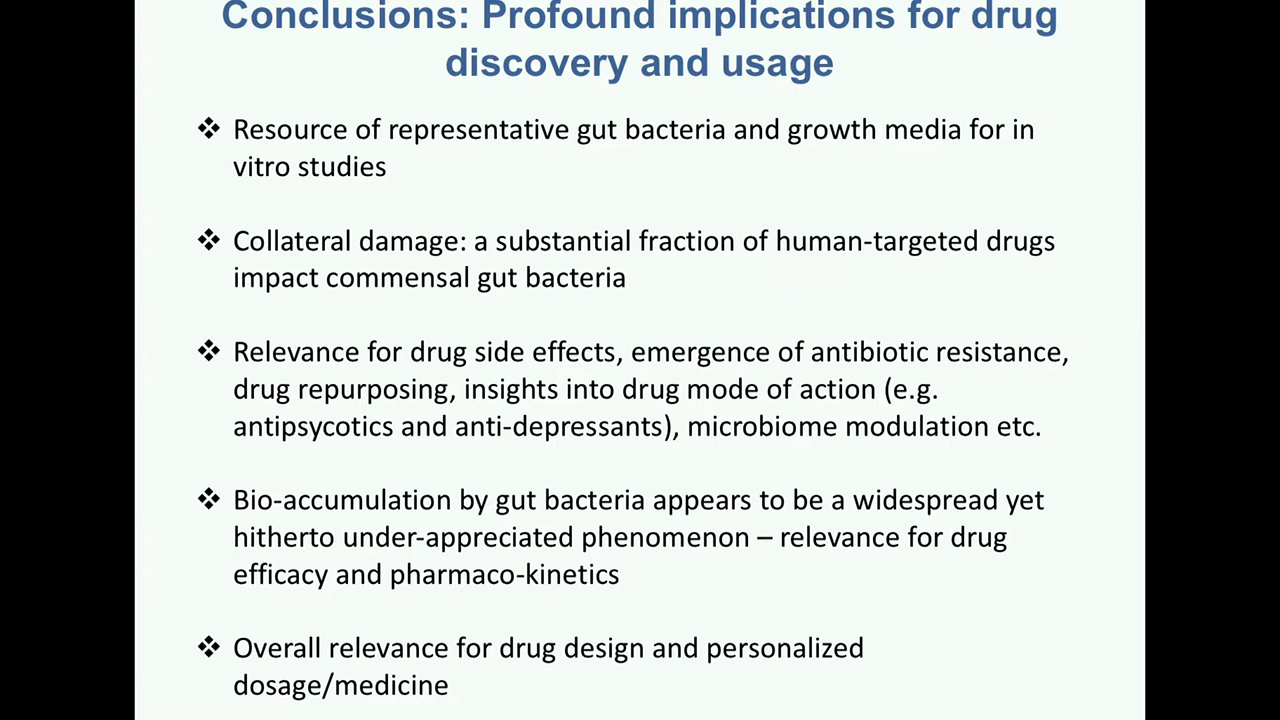 Conclusions: Profound implications for drug
discovery and usage
❖ Resource of representative gut bacteria and growth media for in
vitro studies
❖ Collateral damage: a substantial fraction of human-targeted drugs
impact commensal gut bacteria
❖ Relevance for drug side effects, emergence of antibiotic resistance,
drug repurposing, insights into drug mode of action (e.g.
antipsycotics and anti-depressants), microbiome modulation etc.
❖ Bio-accumulation by gut bacteria appears to be a widespread yet
hitherto under-appreciated phenomenon – relevance for drug
efficacy and pharmaco-kinetics
❖ Overall relevance for drug design and personalized
dosage/medicine